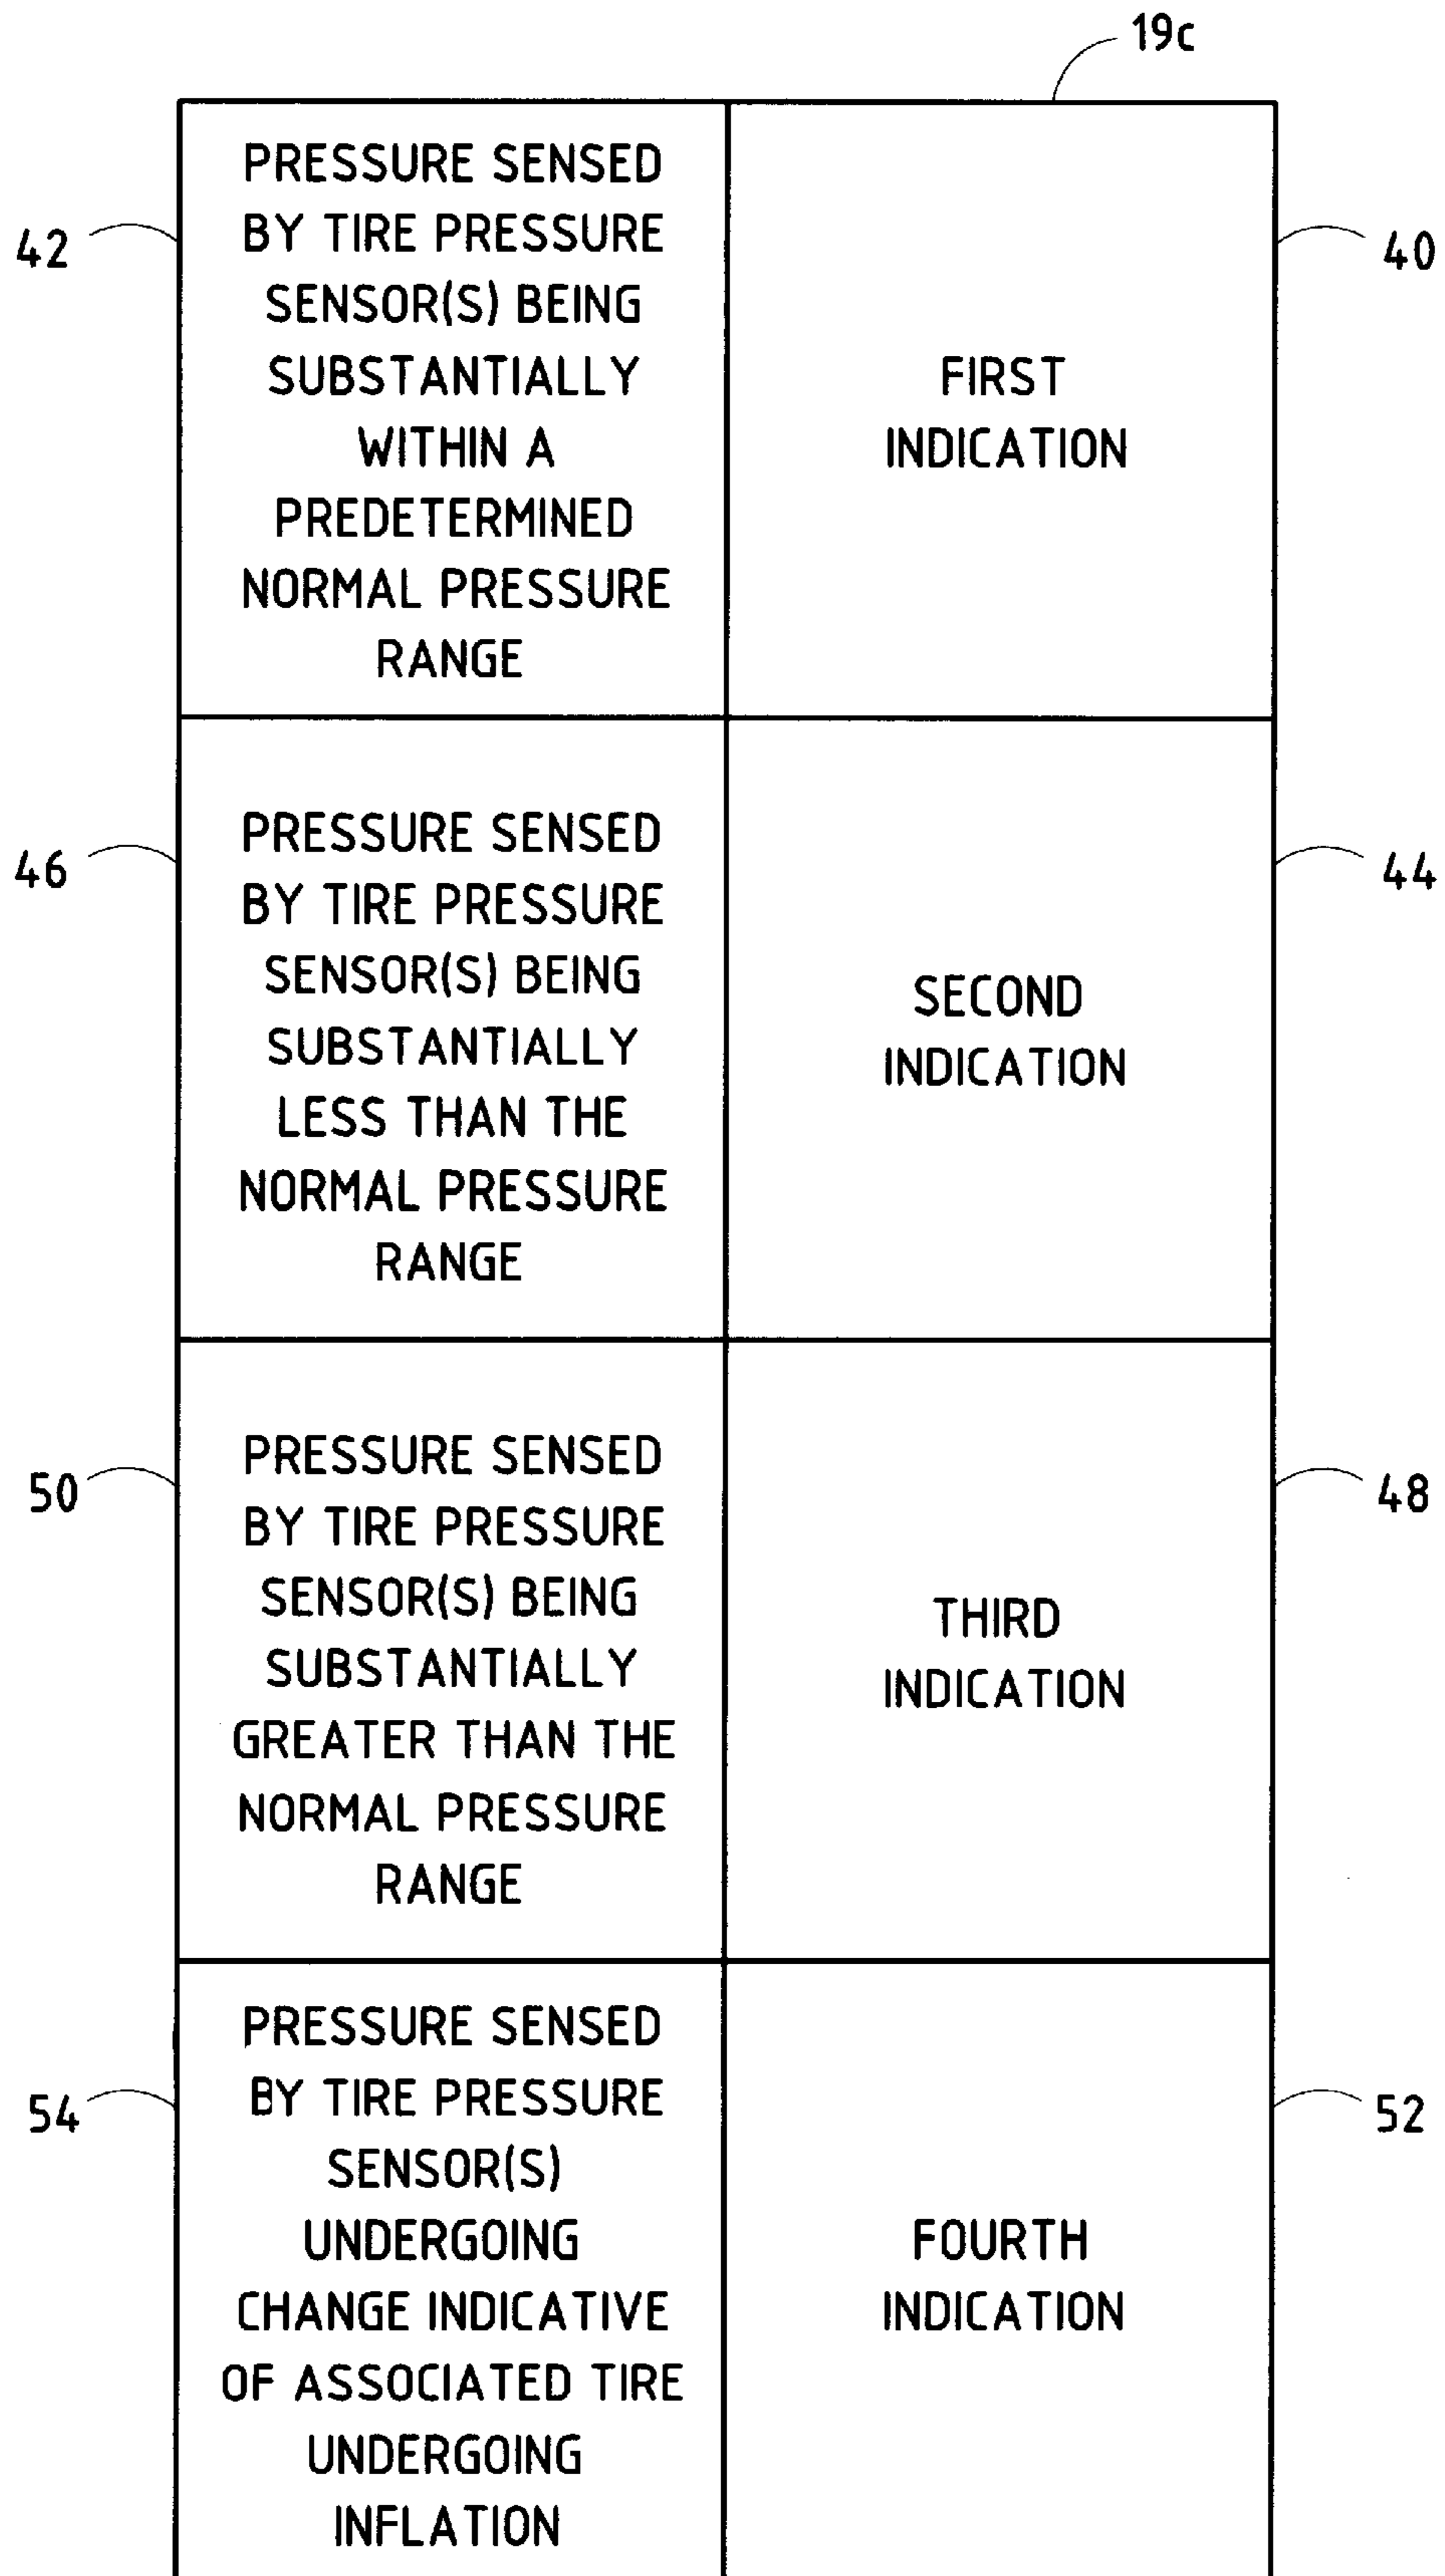 19c
42
PRESSURE SENSED
BY TIRE PRESSURE
SENSOR(S) BEING
SUBSTANTIALLY
WITHIN A
PREDETERMINED
NORMAL PRESSURE
RANGE
FIRST
INDICATION
40
46
PRESSURE SENSED
BY TIRE PRESSURE
SENSOR(S) BEING
SUBSTANTIALLY
LESS THAN THE
NORMAL PRESSURE
RANGE
SECOND
INDICATION
44
50
PRESSURE SENSED
BY TIRE PRESSURE
SENSOR(S) BEING
SUBSTANTIALLY
GREATER THAN THE
NORMAL PRESSURE
RANGE
THIRD
INDICATION
48
54
PRESSURE SENSED
BY TIRE PRESSURE
SENSOR(S)
UNDERGOING
CHANGE INDICATIVE
OF ASSOCIATED TIRE
UNDERGOING
INFLATION
FOURTH
INDICATION
52